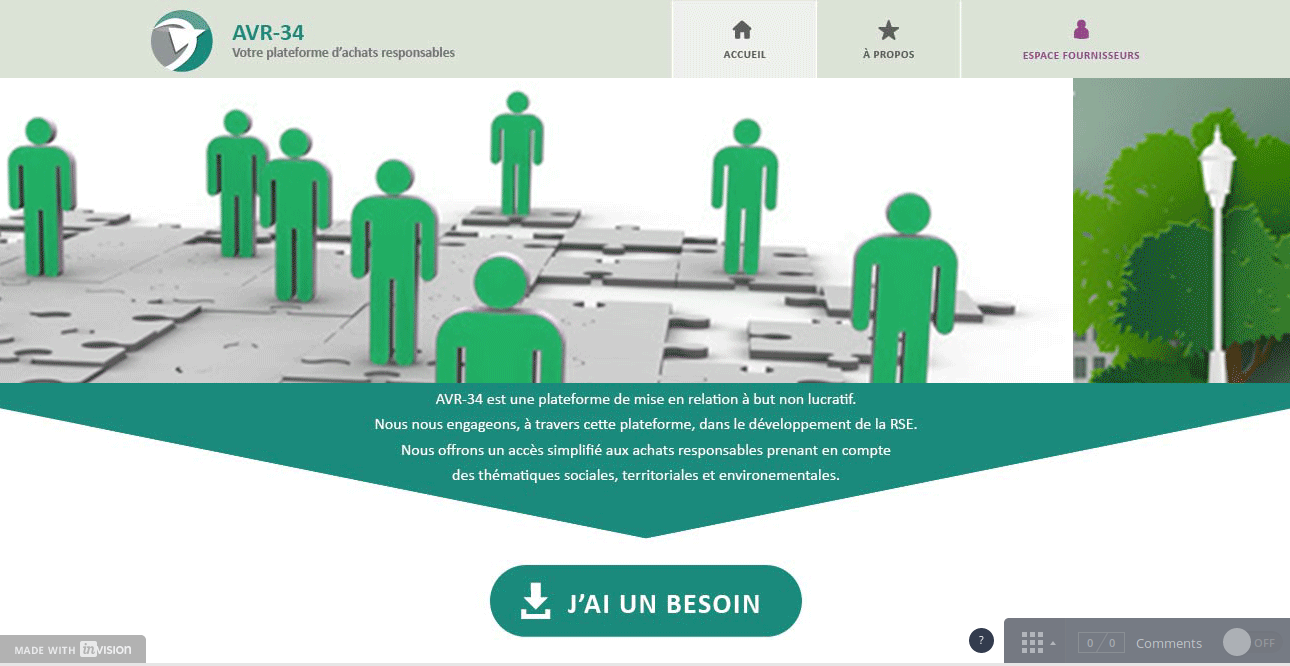 AVR-34
Votre plateforme d'achats responsables
ACCUEIL
À PROPOS
ESPACE FOURNISSEURS
AVR-34 est une plateforme de mise en relation à but non lucratif.
Nous nous engageons, à travers cette plateforme, dans le développement de la RSE.
Nous offrons un accès simplifié aux achats responsables prenant en compte
des thématiques sociales, territoriales et environementales.
J'AI UN BESOIN
MADE WITH invision
?
0 / 0
Comments
OFF